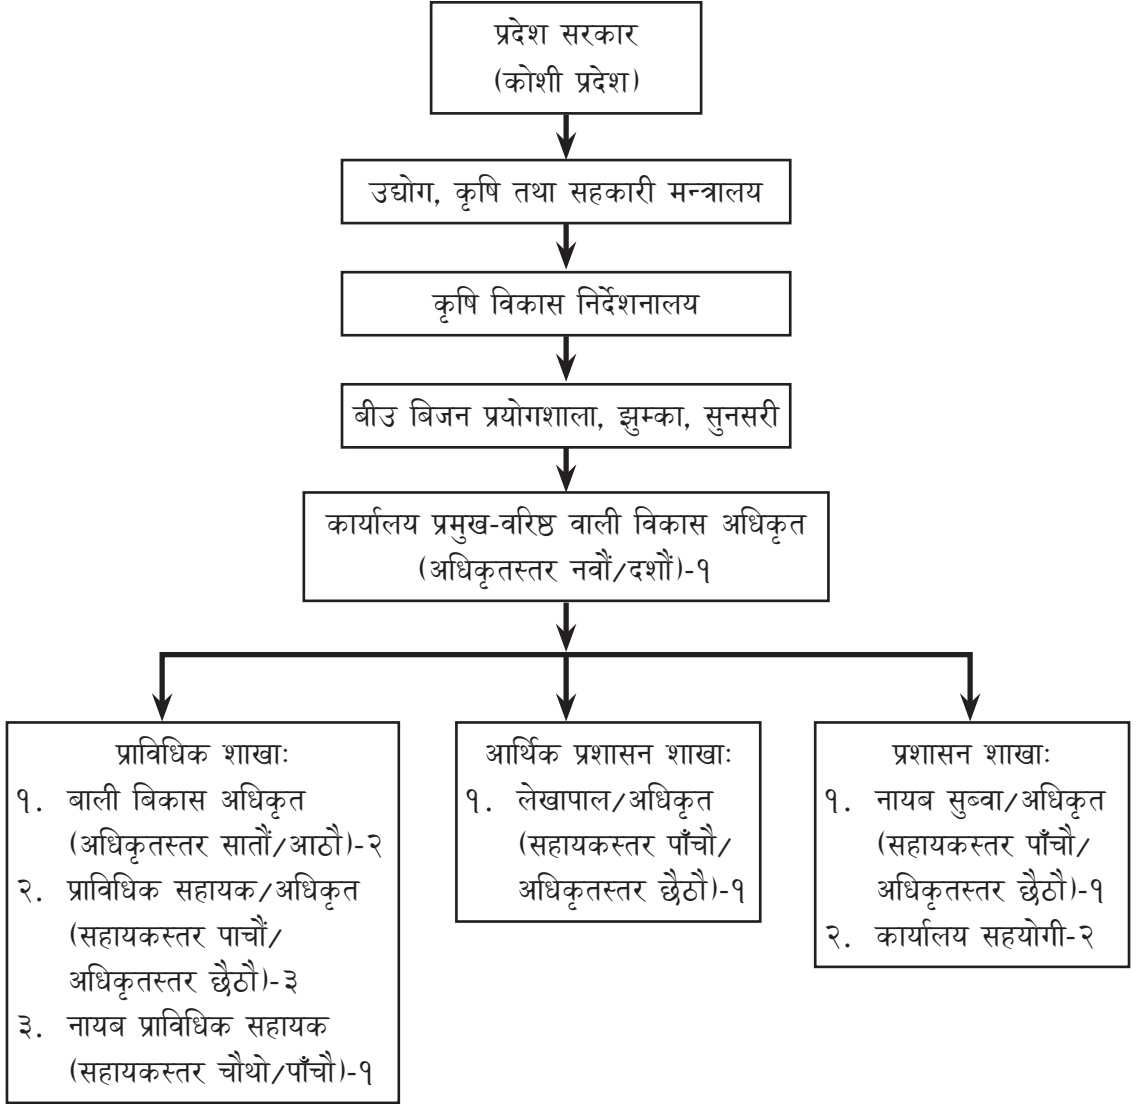 प्रदेश सरकार
(कोशी प्रदेश)
उद्योग, कृषि तथा सहकारी मन्त्रालय
कृषि विकास निर्देशनालय
बीउ बिजन प्रयोगशाला, झुम्का, सुनसरी
कार्यालय प्रमुख-वरिष्ठ वाली विकास अधिकृत
(अधिकृतस्तर नवौं/दशौं)-१
प्राविधिक शाखाः
१. बाली बिकास अधिकृत
(अधिकृतस्तर सातौं/आठौ)-२
२. प्राविधिक सहायक/अधिकृत
(सहायकस्तर पाचौं/
अधिकृतस्तर छैठौ)-३
३. नायब प्राविधिक सहायक
(सहायकस्तर चौथो/पाँचौ)-१
आर्थिक प्रशासन शाखाः
१. लेखापाल/अधिकृत
(सहायकस्तर पाँचौ/
अधिकृतस्तर छैठौ)-१
प्रशासन शाखाः
१. नायब सुब्वा/अधिकृत
(सहायकस्तर पाँचौ/
अधिकृतस्तर छैठौ)-१
२. कार्यालय सहयोगी-२